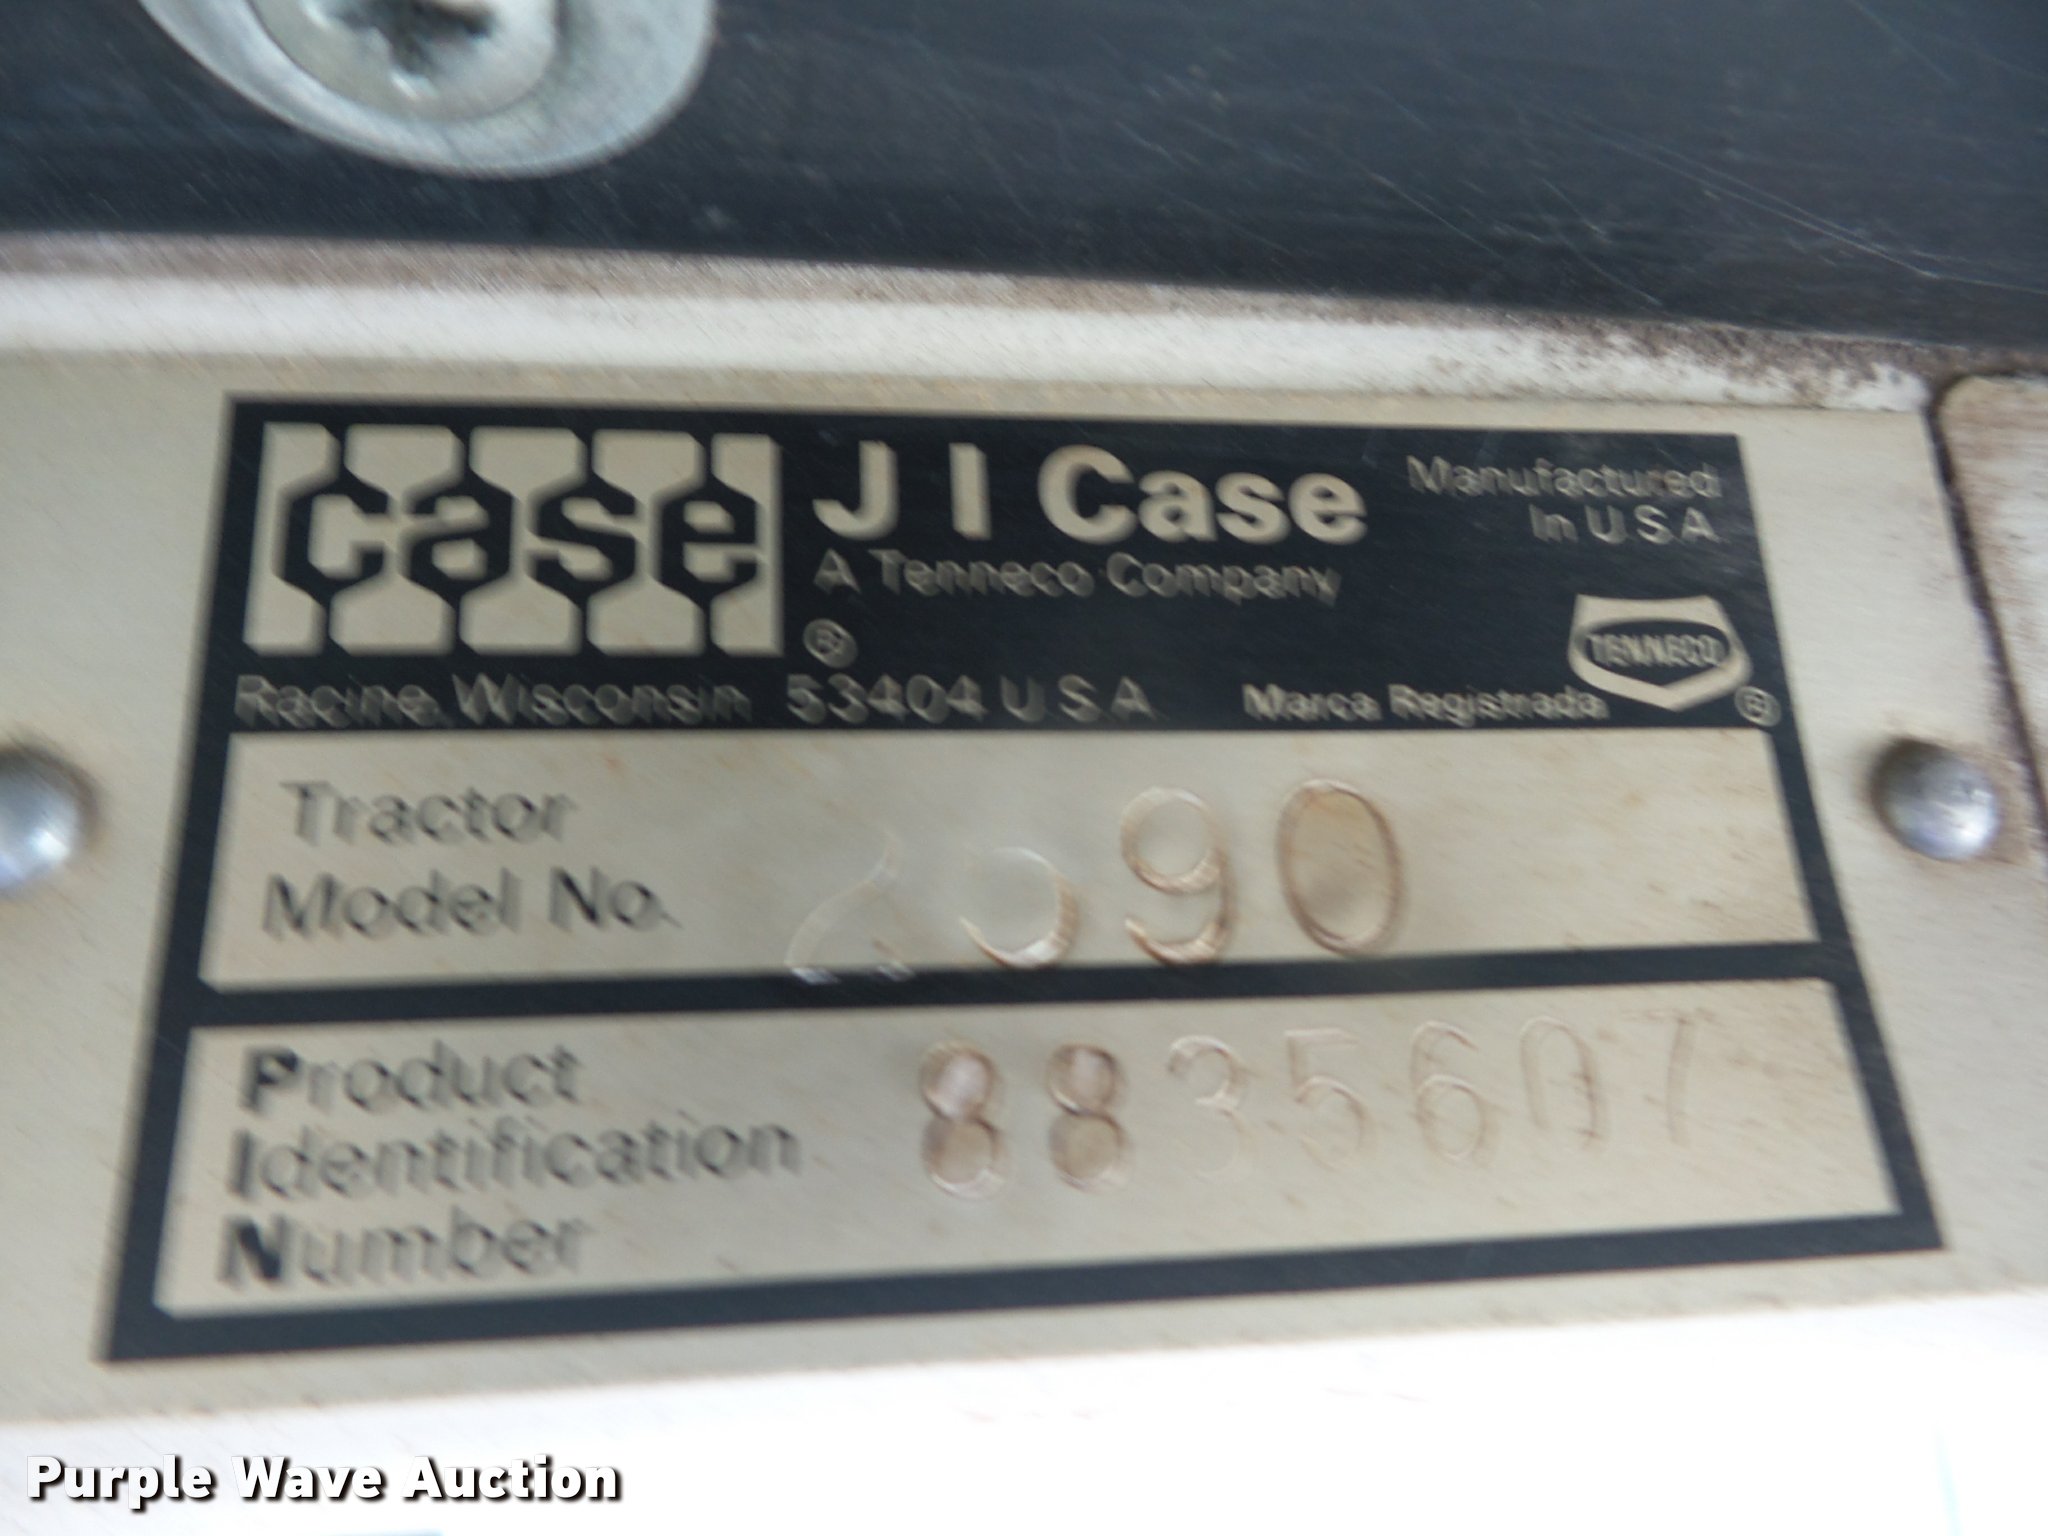 case
J I Case
A Tenneco Company
®
Manufactured
In U.S.A.
TENNECO
®
Racine, Wisconsin 53404 U.S.A.
Marca Registrada
Tractor
Model No.
90
Product
Identification
Number
8835607
Purple Wave Auction